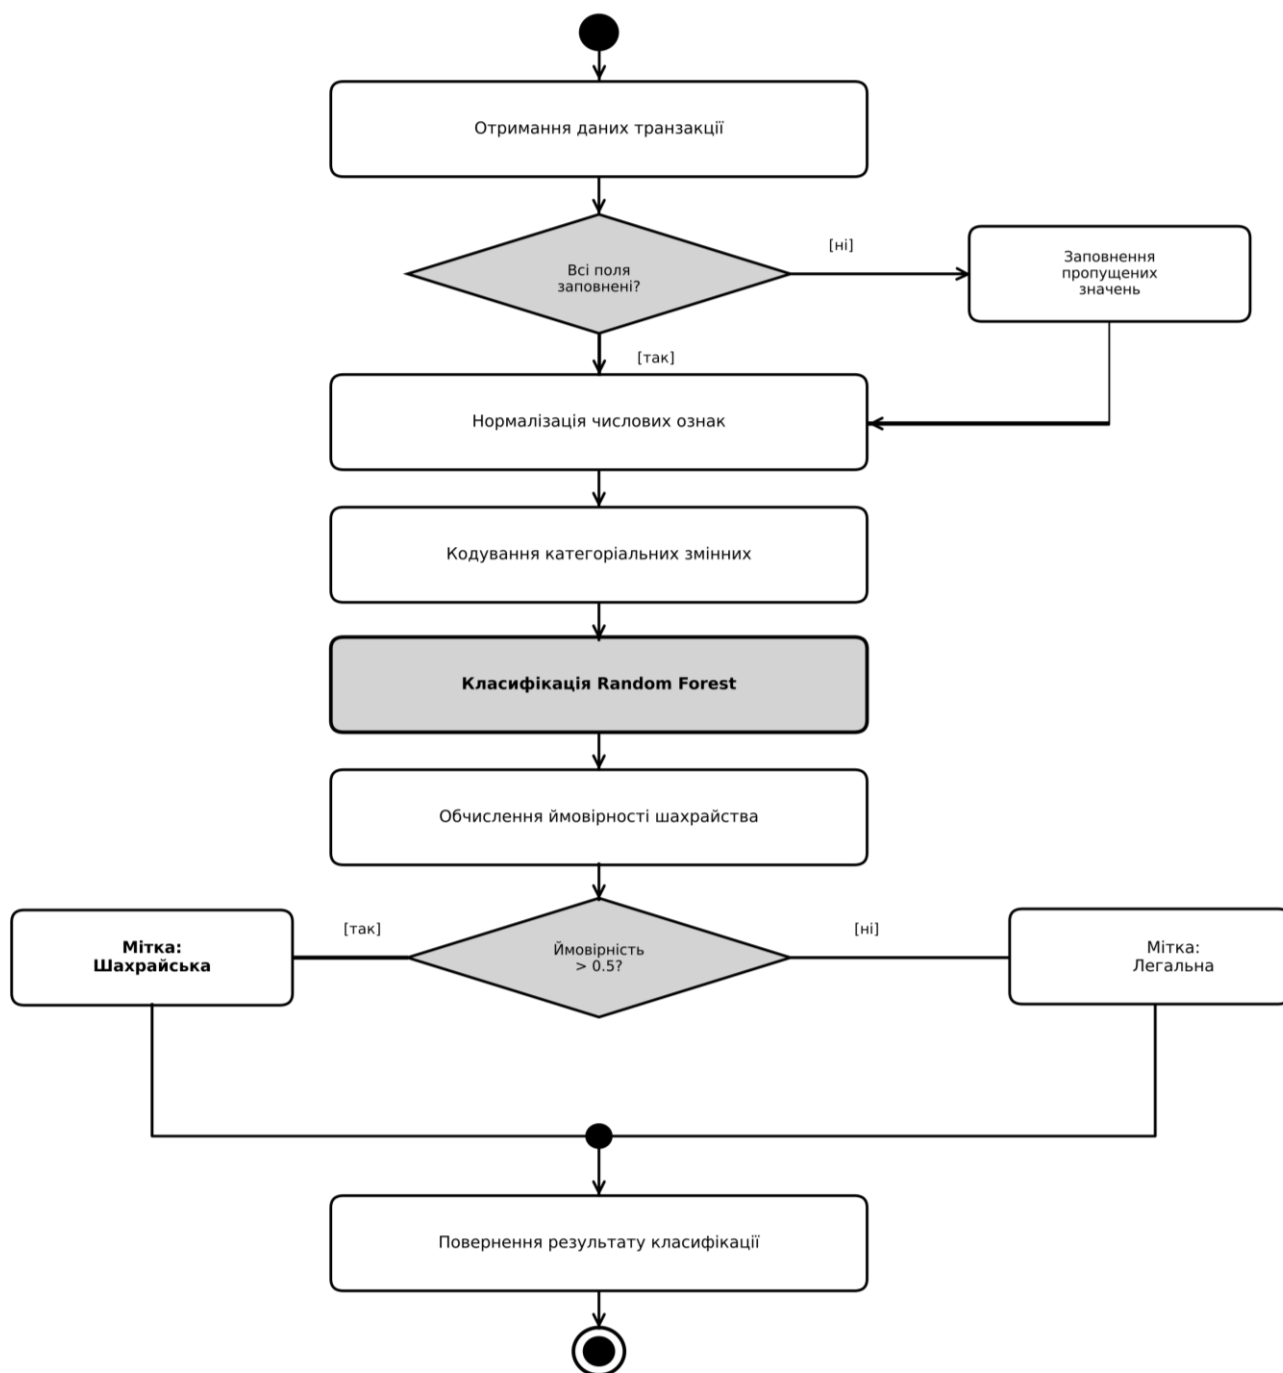 Отримання даних транзакції
Всі поля
заповнені?
[ні]
Заповнення
пропущених
значень
[так]
Нормалізація числових ознак
Кодування категоріальних змінних
Класифікація Random Forest
Обчислення ймовірності шахрайства
Мітка:
Шахрайська
[так]
Ймовірність
> 0.5?
[ні]
Мітка:
Легальна
Повернення результату класифікації